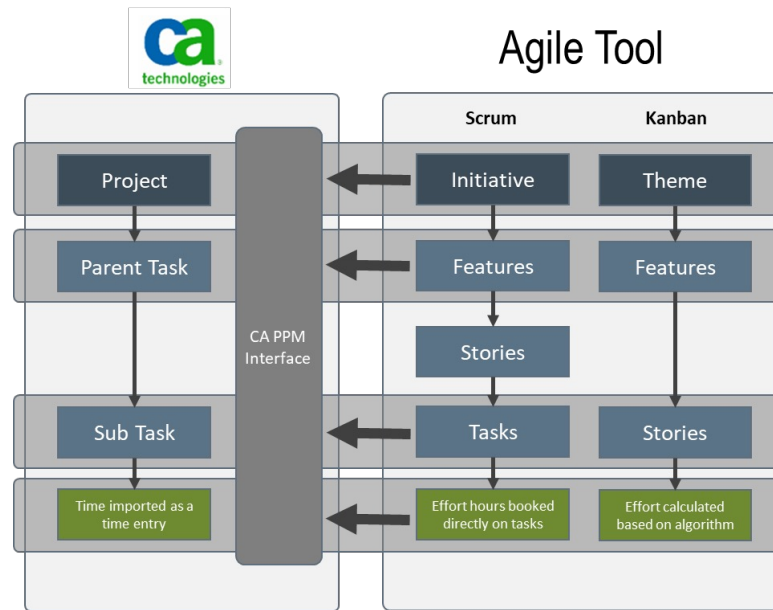 ca
technologies
Agile Tool
Scrum
Kanban
Project
Initiative
Theme
Parent Task
Features
Features
CA PPM
Interface
Stories
Sub Task
Tasks
Stories
Time imported as a
time entry
Effort hours booked
directly on tasks
Effort calculated
based on algorithm